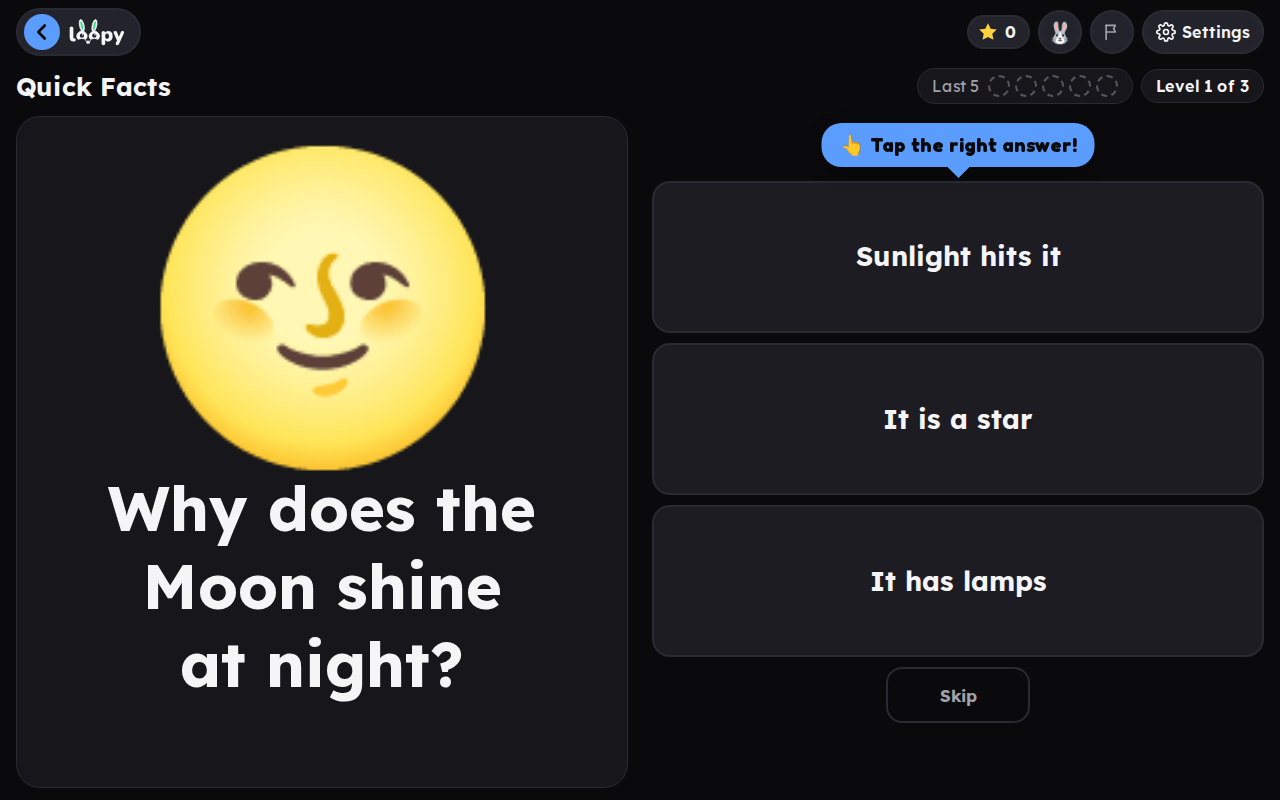 loopy
0
Settings
Quick Facts
Last 5
Level 1 of 3
Why does the
Moon shine
at night?
👆 Tap the right answer!
Sunlight hits it
It is a star
It has lamps
Skip